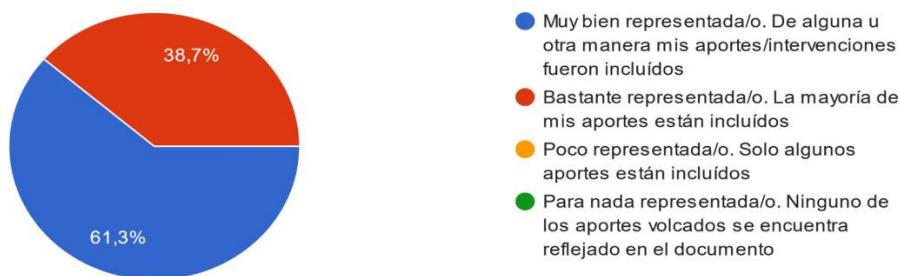 38,7%
61,3%
Muy bien representada/o. De alguna u
otra manera mis aportes/intervenciones
fueron incluídos
Bastante representada/o. La mayoría de
mis aportes están incluídos
Poco representada/o. Solo algunos
aportes están incluídos
Para nada representada/o. Ninguno de
los aportes volcados se encuentra
reflejado en el documento